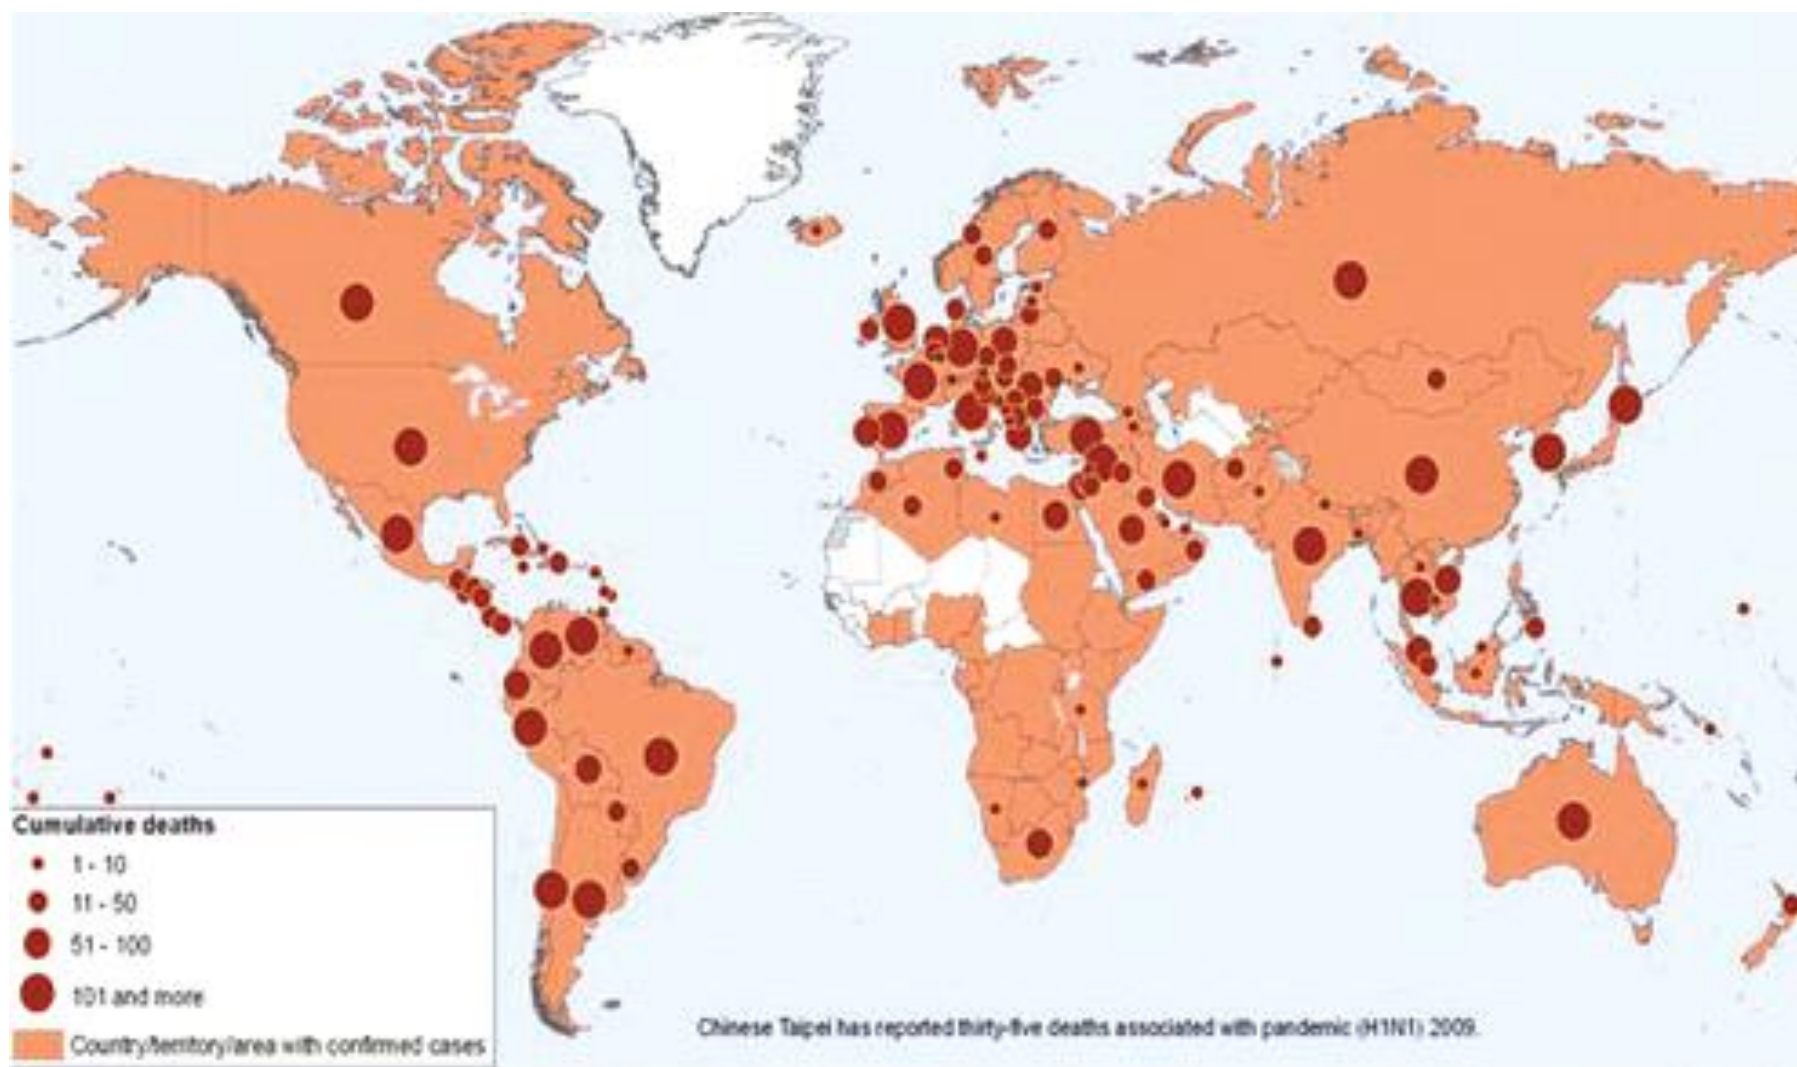 Cumulative deaths
1 - 10
11 - 50
51 - 100
101 and more
Country/territory/area with confirmed cases
Chinese Taipei has reported thirty-five deaths associated with pandemic (H1N1) 2009.